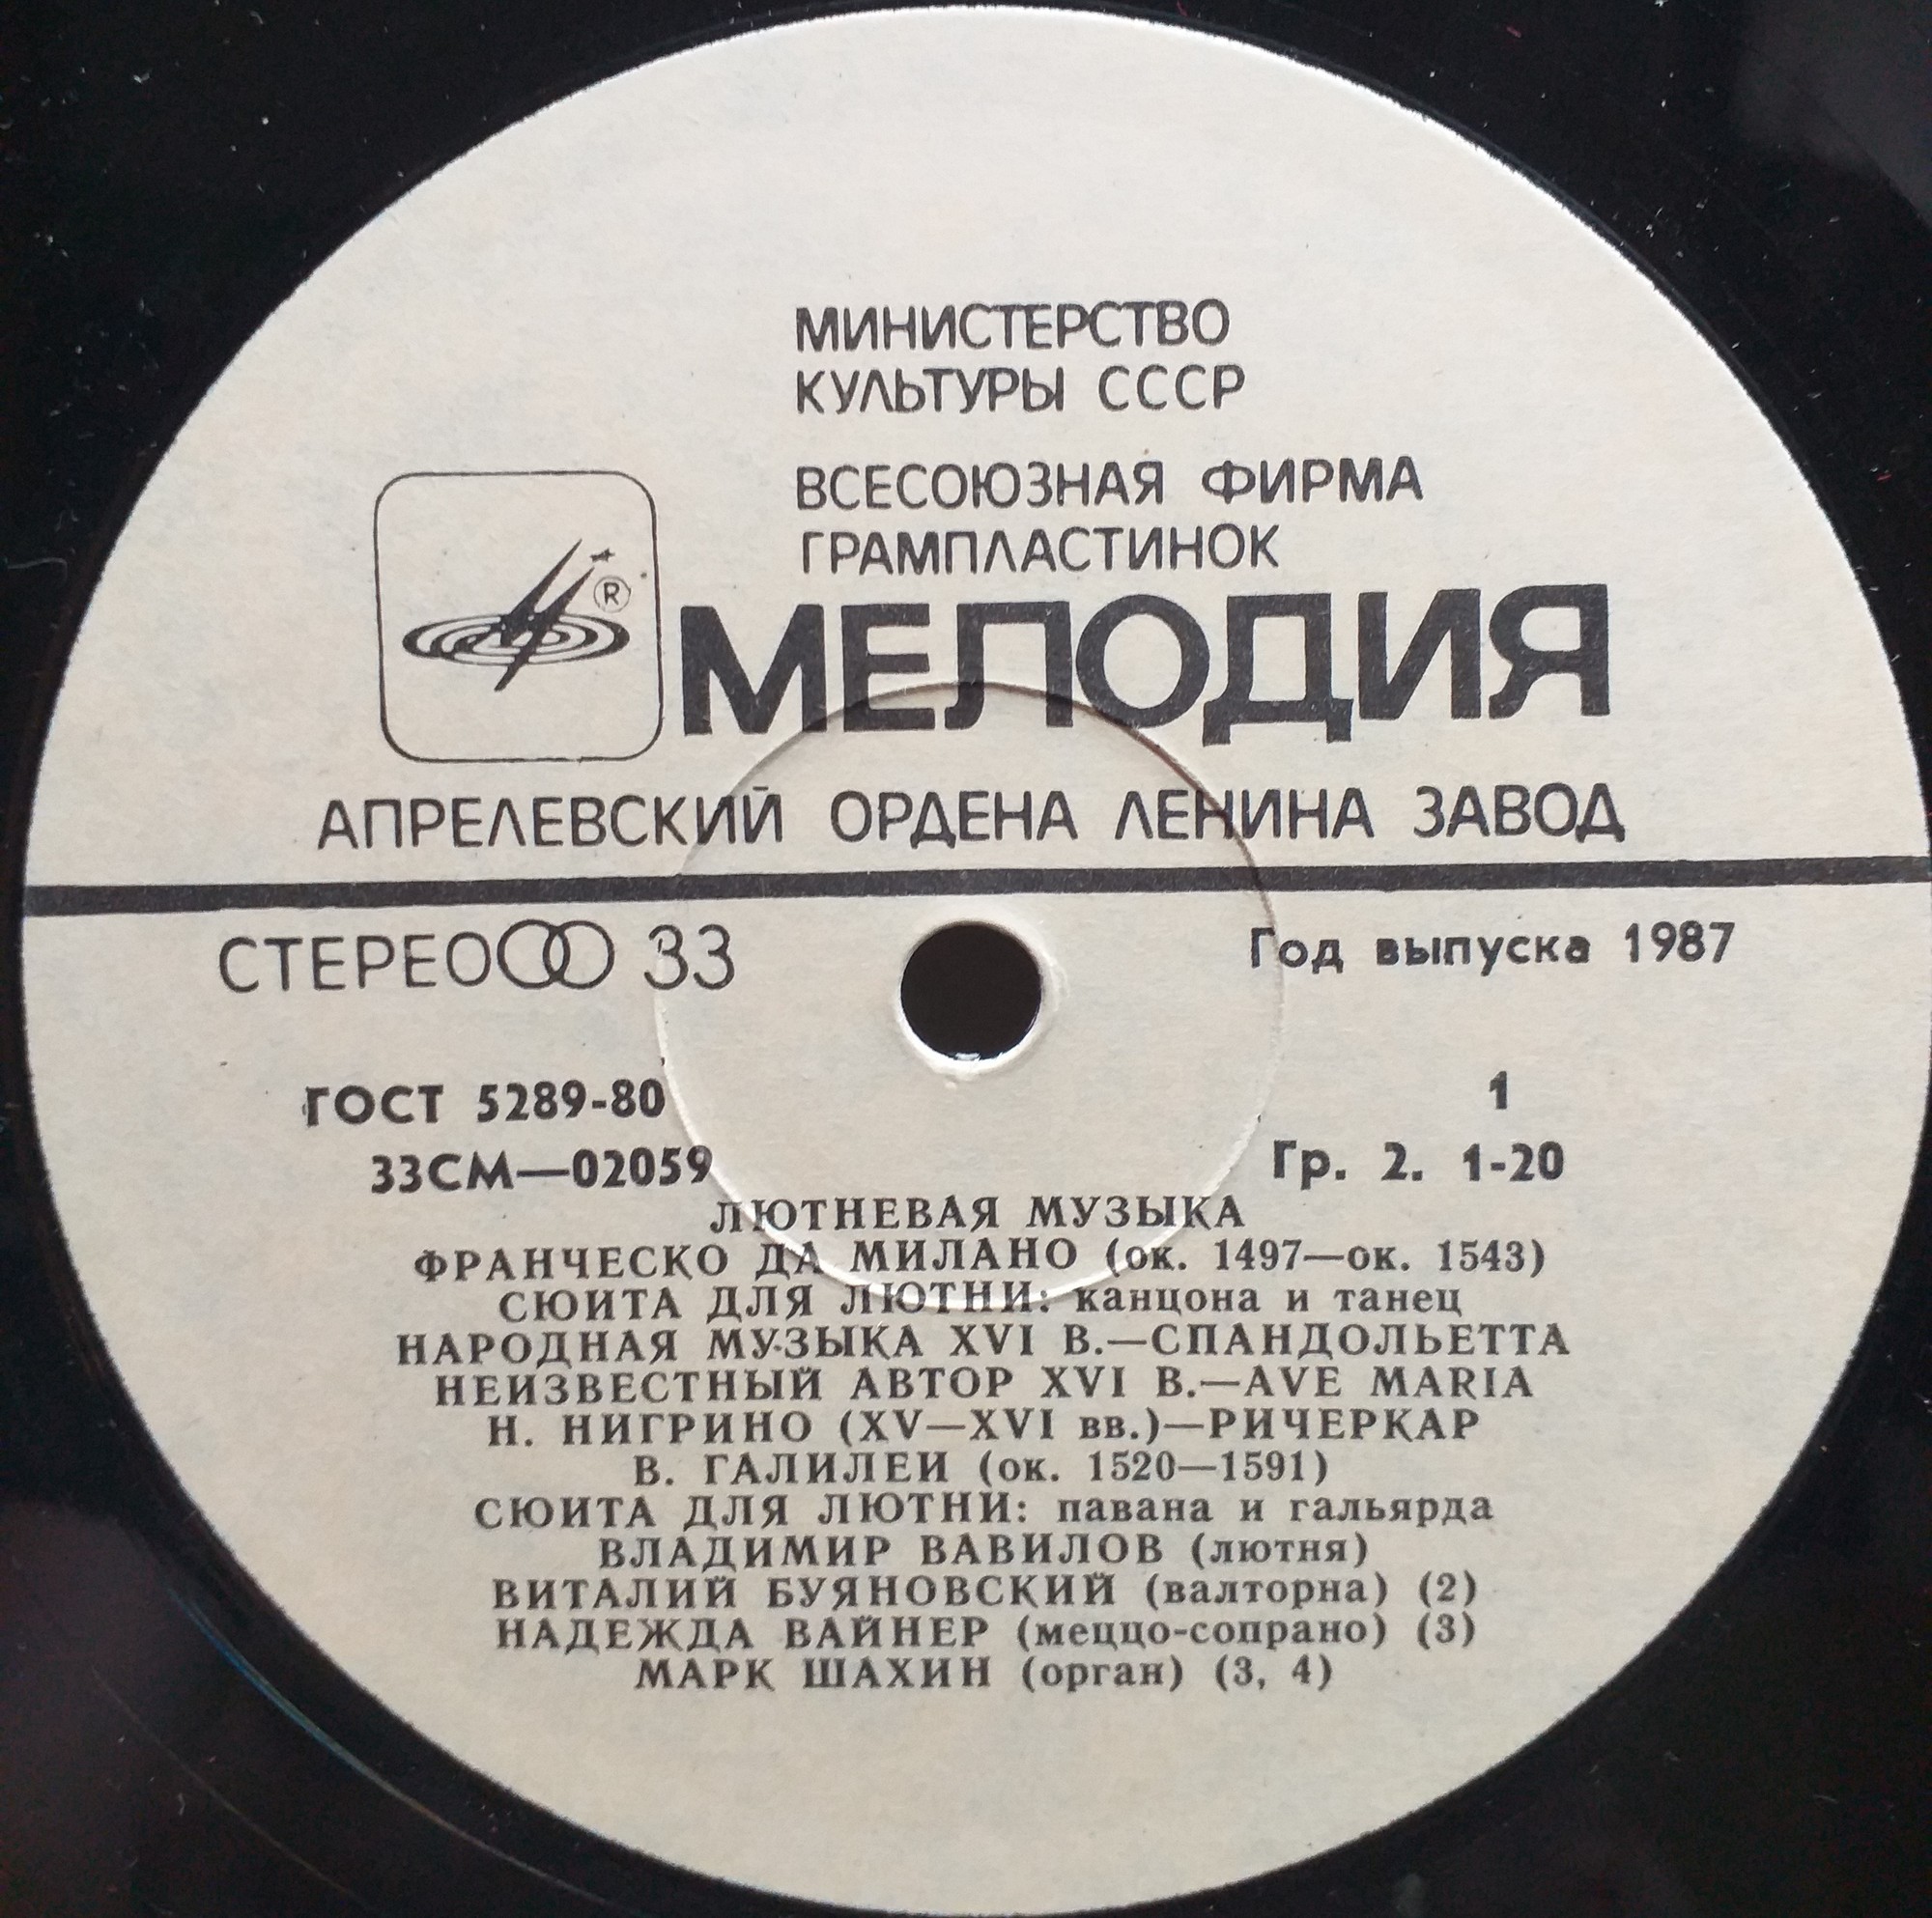 МИНИСТЕРСТВО
КУЛЬТУРЫ СССР
ВСЕСОЮЗНАЯ ФИРМА
ГРАМПЛАСТИНОК
®
МЕЛОДИЯ
АПРЕЛЕВСКИЙ ОРДЕНА ЛЕНИНА ЗАВОД
СТЕРЕО 33
Год выпуска 1987
ГОСТ 5289-80
1
33СМ—02059
Гр. 2. 1-20
ЛЮТНЕВАЯ МУЗЫКА
ФРАНЧЕСКО ДА МИЛАНО (ок. 1497—ок. 1543)
СЮИТА ДЛЯ ЛЮТНИ: канцона и танец
НАРОДНАЯ МУЗЫКА XVI В.—СПАНДОЛЬЕТТА
НЕИЗВЕСТНЫЙ АВТОР XVI В.—AVE MARIA
Н. НИГРИНО (XV—XVI вв.)—РИЧЕРКАР
В. ГАЛИЛЕИ (ок. 1520—1591)
СЮИТА ДЛЯ ЛЮТНИ: павана и гальярда
ВЛАДИМИР ВАВИЛОВ (лютня)
ВИТАЛИЙ БУЯНОВСКИЙ (валторна) (2)
НАДЕЖДА ВАЙНЕР (меццо-сопрано) (3)
МАРК ШАХИН (орган) (3, 4)